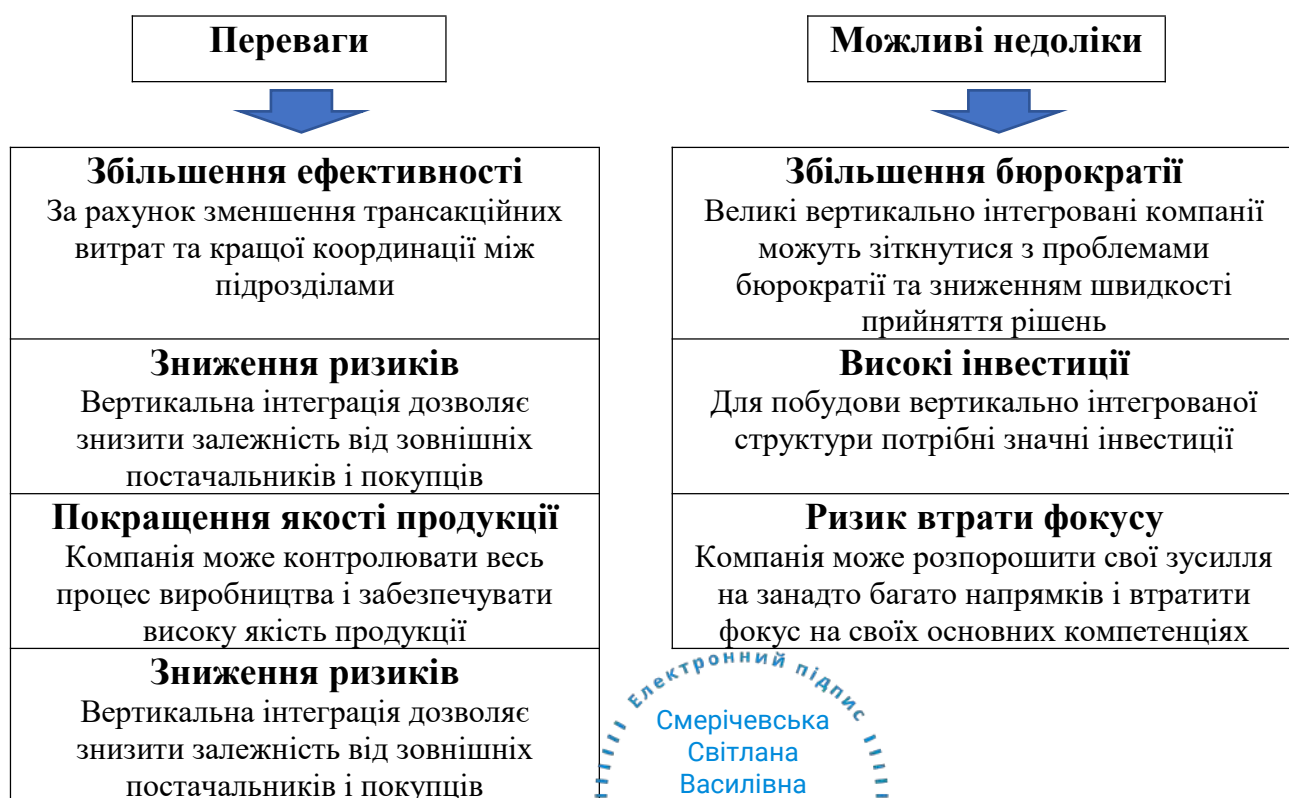 Переваги
Збільшення ефективності
За рахунок зменшення трансакційних
витрат та кращої координації між
підрозділами
Зниження ризиків
Вертикальна інтеграція дозволяє
знизити залежність від зовнішніх
постачальників і покупців
Покращення якості продукції
Компанія може контролювати весь
процес виробництва і забезпечувати
високу якість продукції
Зниження ризиків
Вертикальна інтеграція дозволяє
знизити залежність від зовнішніх
постачальників і покупців
Можливі недоліки
Збільшення бюрократії
Великі вертикально інтегровані компанії
можуть зіткнутися з проблемами
бюрократії та зниженням швидкості
прийняття рішень
Високі інвестиції
Для побудови вертикально інтегрованої
структури потрібні значні інвестиції
Ризик втрати фокусу
Компанія може розпорошити свої зусилля
на занадто багато напрямків і втратити
фокус на своїх основних компетенціях
Електронний підпис
Смерічевська
Світлана
Василівна